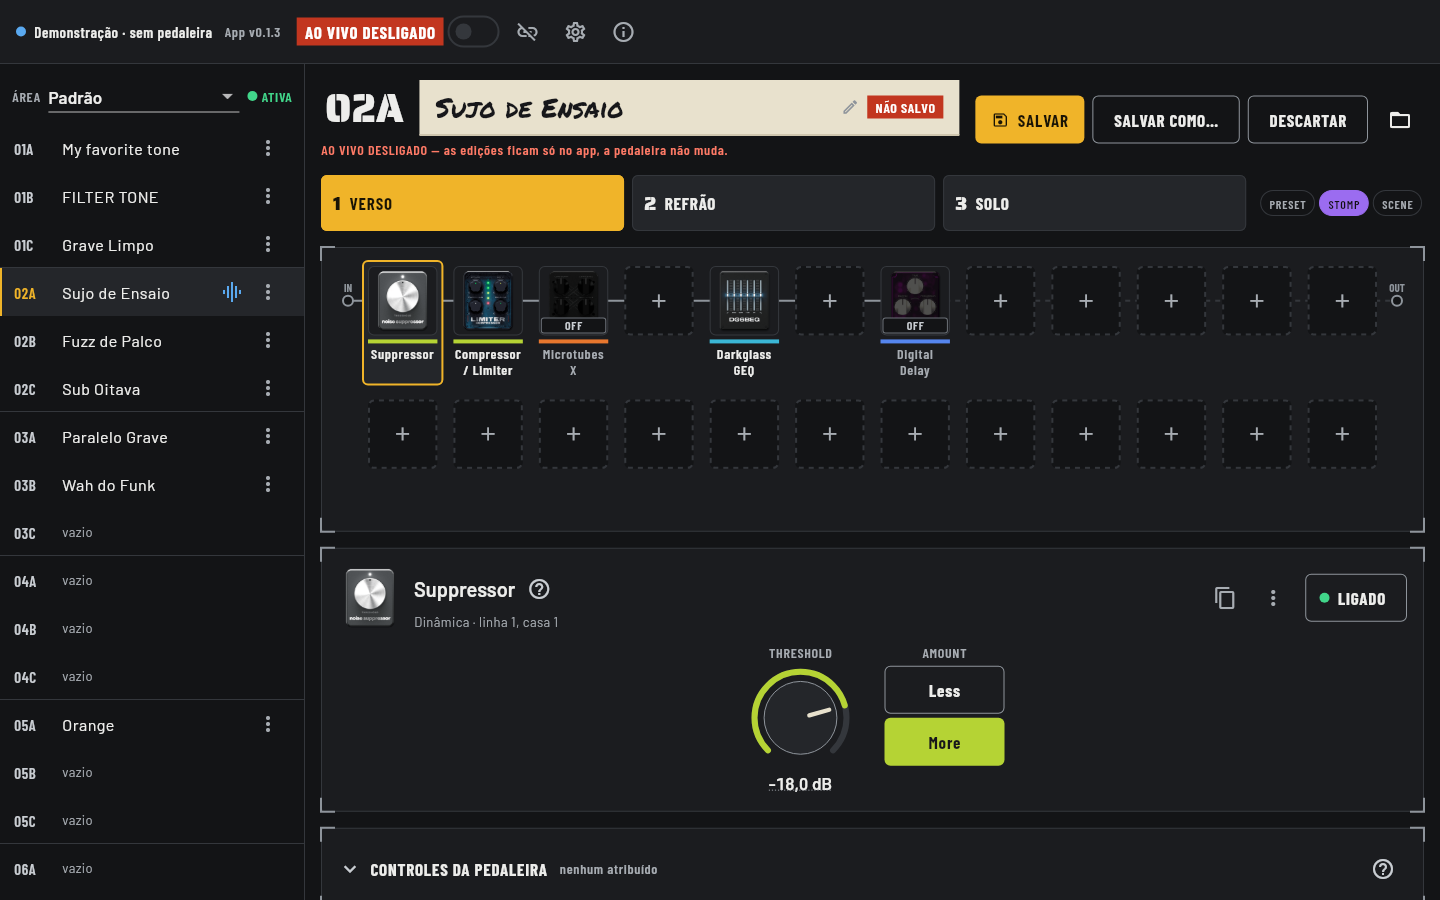 Demonstração · sem pedaleira App v0.1.3 AO VIVO DESLIGADO
ÁREA Padrão ATIVA
01A My favorite tone
01B FILTER TONE
01C Grave Limpo
02A Sujo de Ensaio
02B Fuzz de Palco
02C Sub Oitava
03A Paralelo Grave
03B Wah do Funk
03C vazio
04A vazio
04B vazio
04C vazio
05A Orange
05B vazio
05C vazio
06A vazio
02A Sujo de Ensaio NÃO SALVO SALVAR SALVAR COMO... DESCARTAR
AO VIVO DESLIGADO — as edições ficam só no app, a pedaleira não muda.
1 VERSO 2 REFRÃO 3 SOLO PRESET STOMP SCENE
IN OUT
noise suppressor LIMITER DG6BEQ
OFF OFF
Suppressor Compressor Microtubes Darkglass Digital
/ Limiter X GEQ Delay
Suppressor
noise suppressor
Dinâmica · linha 1, casa 1
LIGADO
THRESHOLD AMOUNT
Less
More
-18,0 dB
CONTROLES DA PEDALEIRA nenhum atribuído